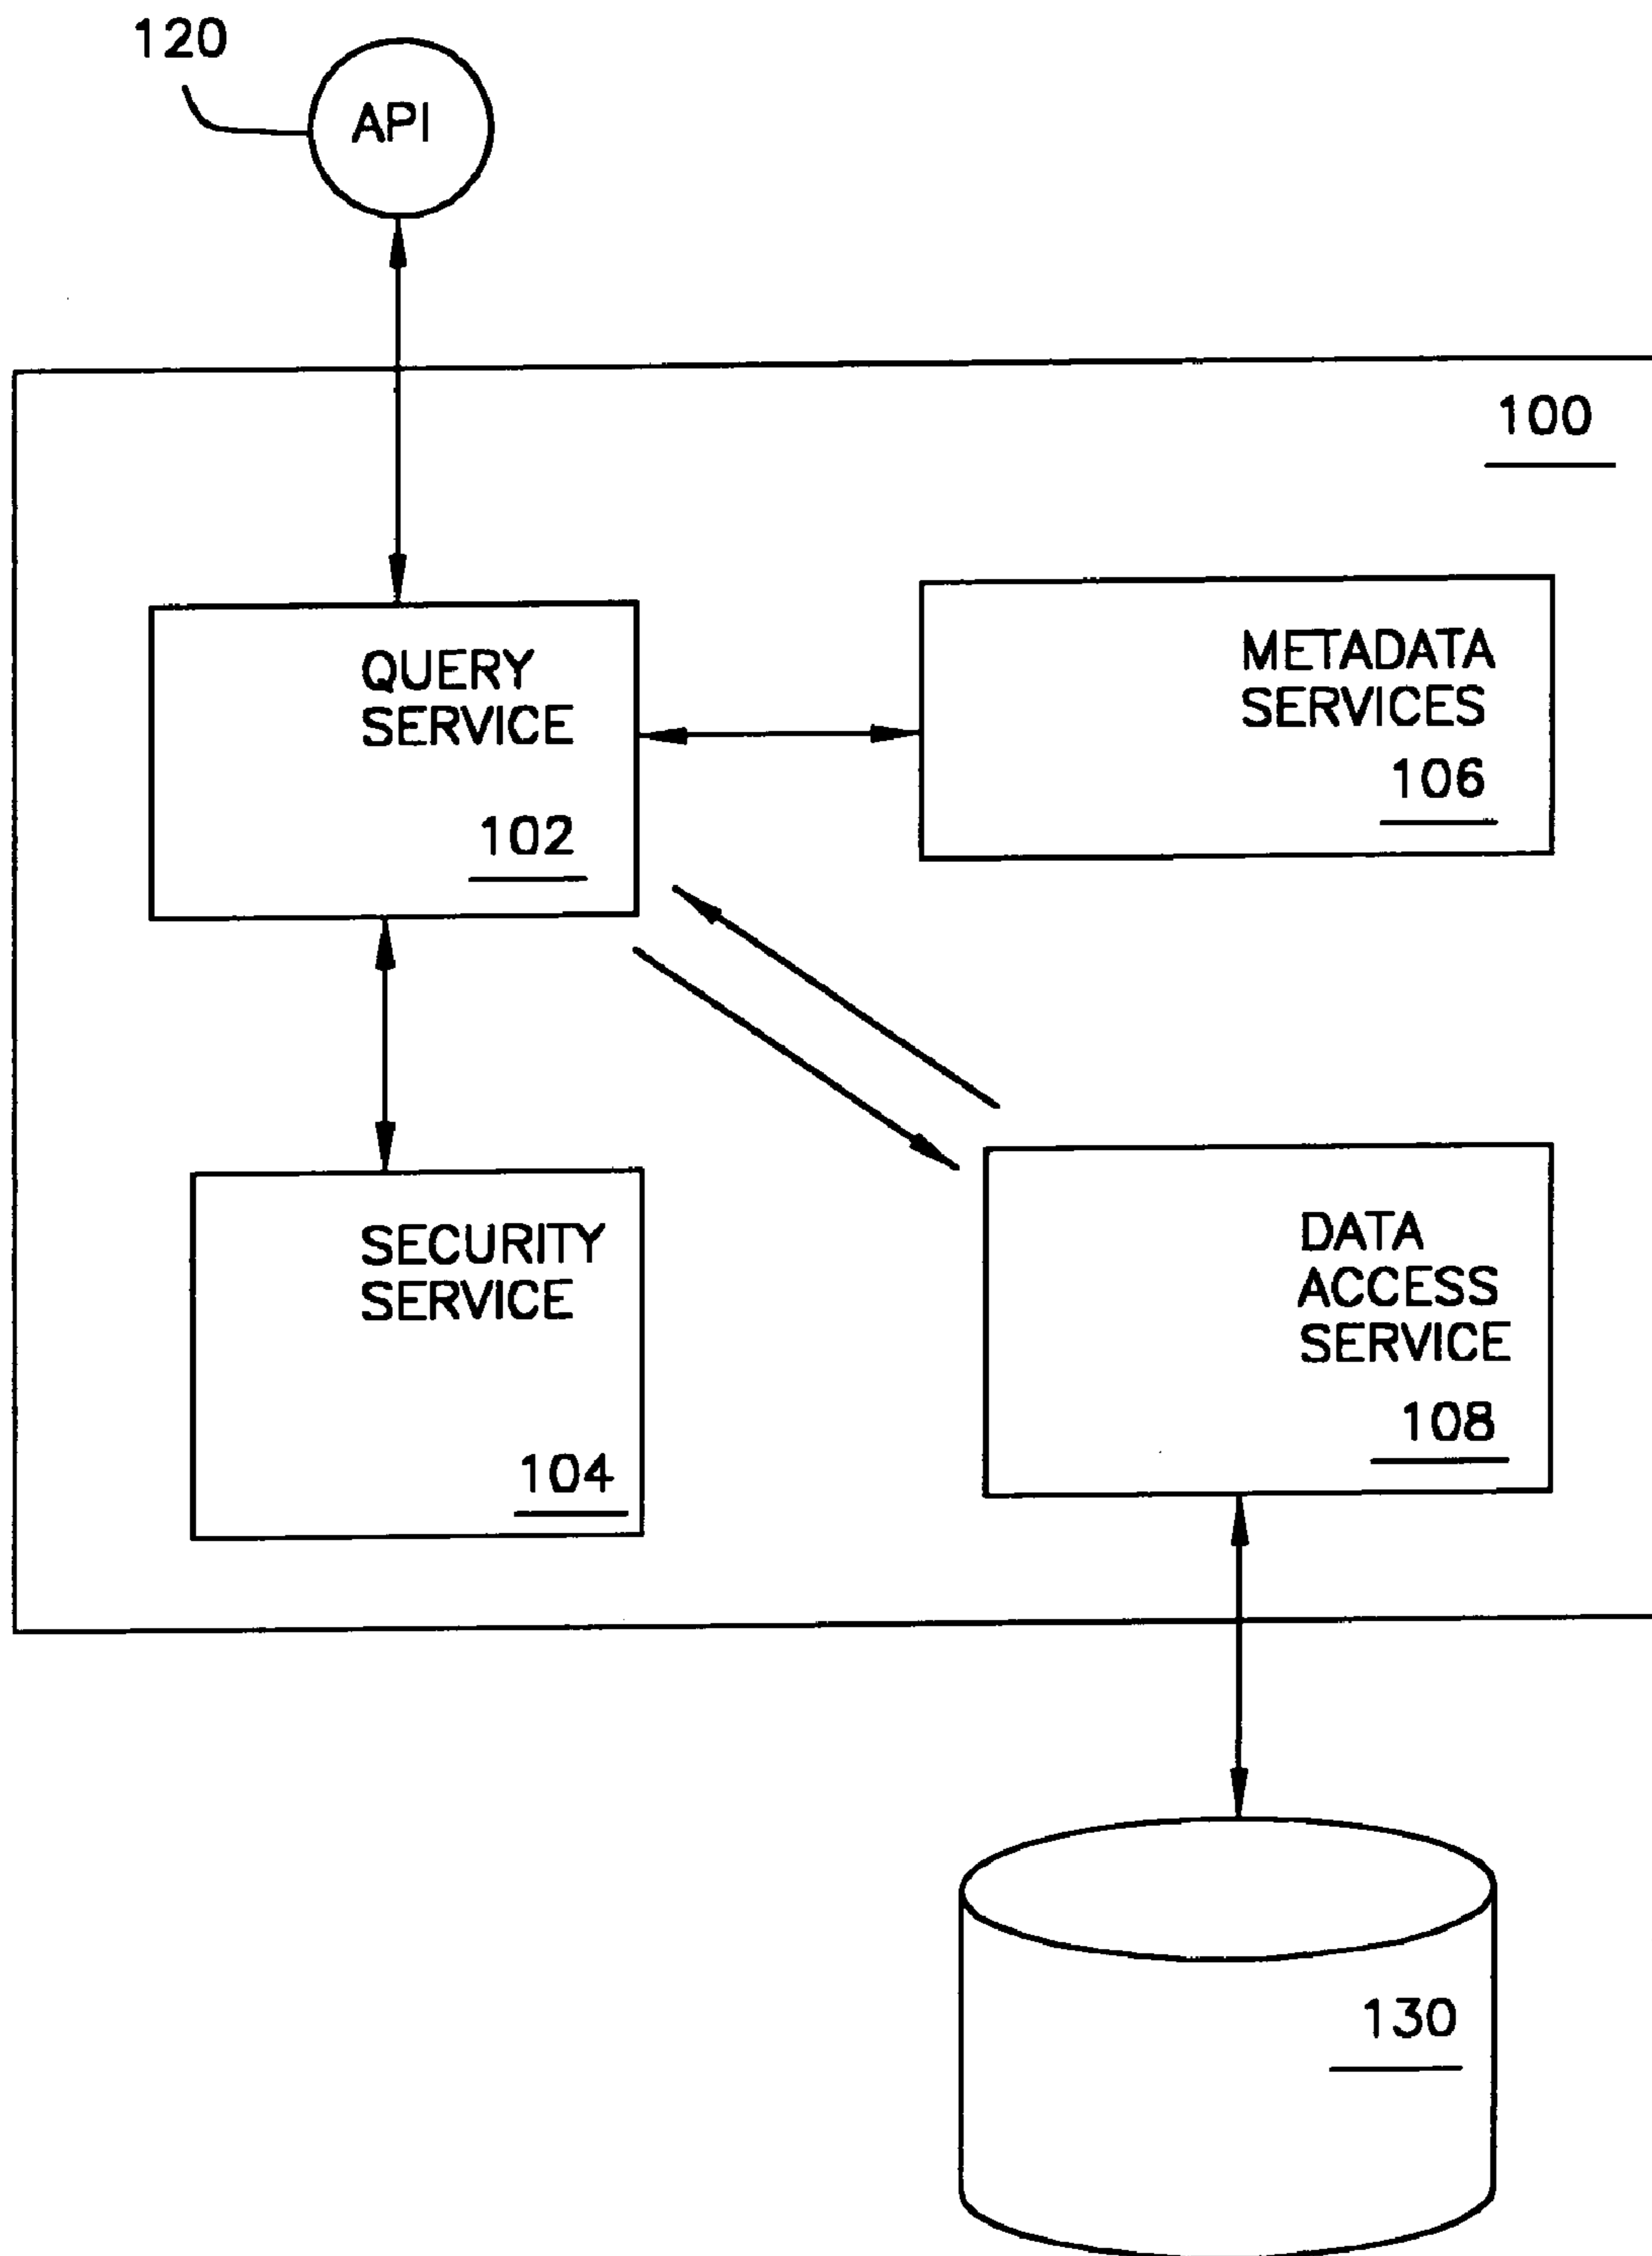 120
API
100
QUERY
SERVICE
102
METADATA
SERVICES
106
SECURITY
SERVICE
104
DATA
ACCESS
SERVICE
108
130